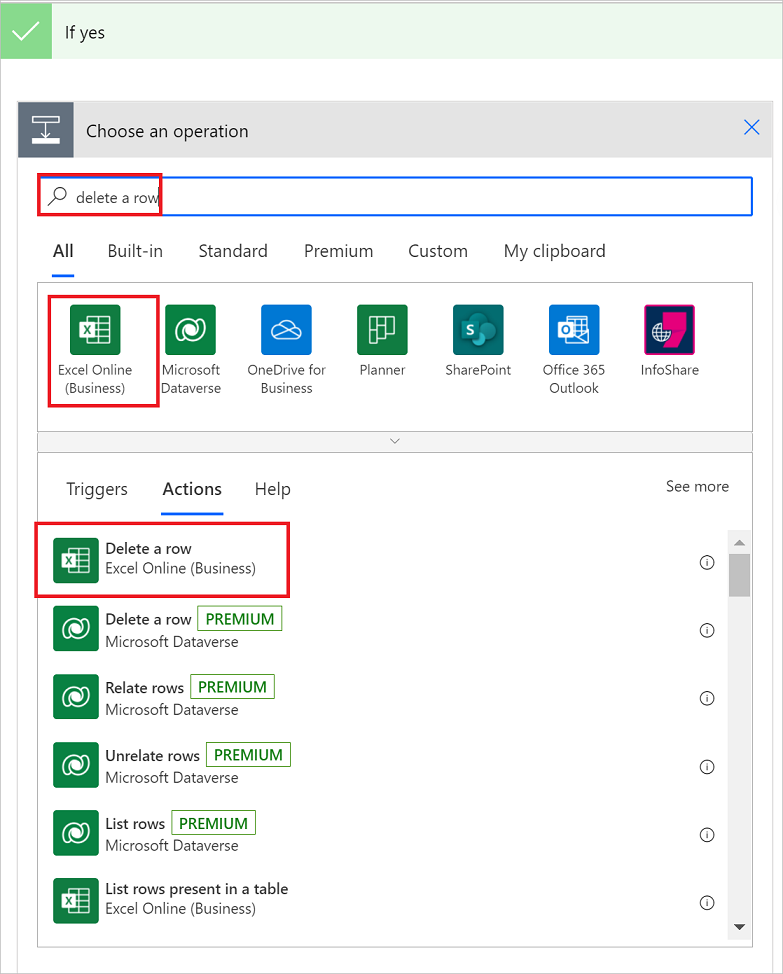 If yes
Choose an operation
delete a row
All Built-in Standard Premium Custom My clipboard
Excel Online (Business)
Microsoft Dataverse
OneDrive for Business
Planner
SharePoint
Office 365 Outlook
InfoShare
Triggers Actions Help See more
Delete a row
Excel Online (Business)
Delete a row PREMIUM
Microsoft Dataverse
Relate rows PREMIUM
Microsoft Dataverse
Unrelate rows PREMIUM
Microsoft Dataverse
List rows PREMIUM
Microsoft Dataverse
List rows present in a table
Excel Online (Business)